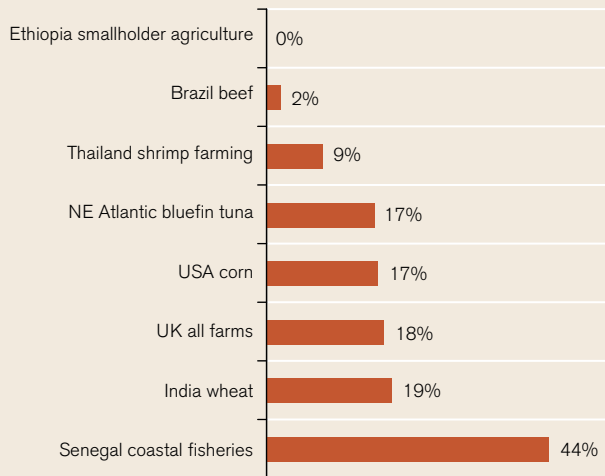 Ethiopia smallholder agriculture 0%
Brazil beef 2%
Thailand shrimp farming 9%
NE Atlantic bluefin tuna 17%
USA corn 17%
UK all farms 18%
India wheat 19%
Senegal coastal fisheries 44%